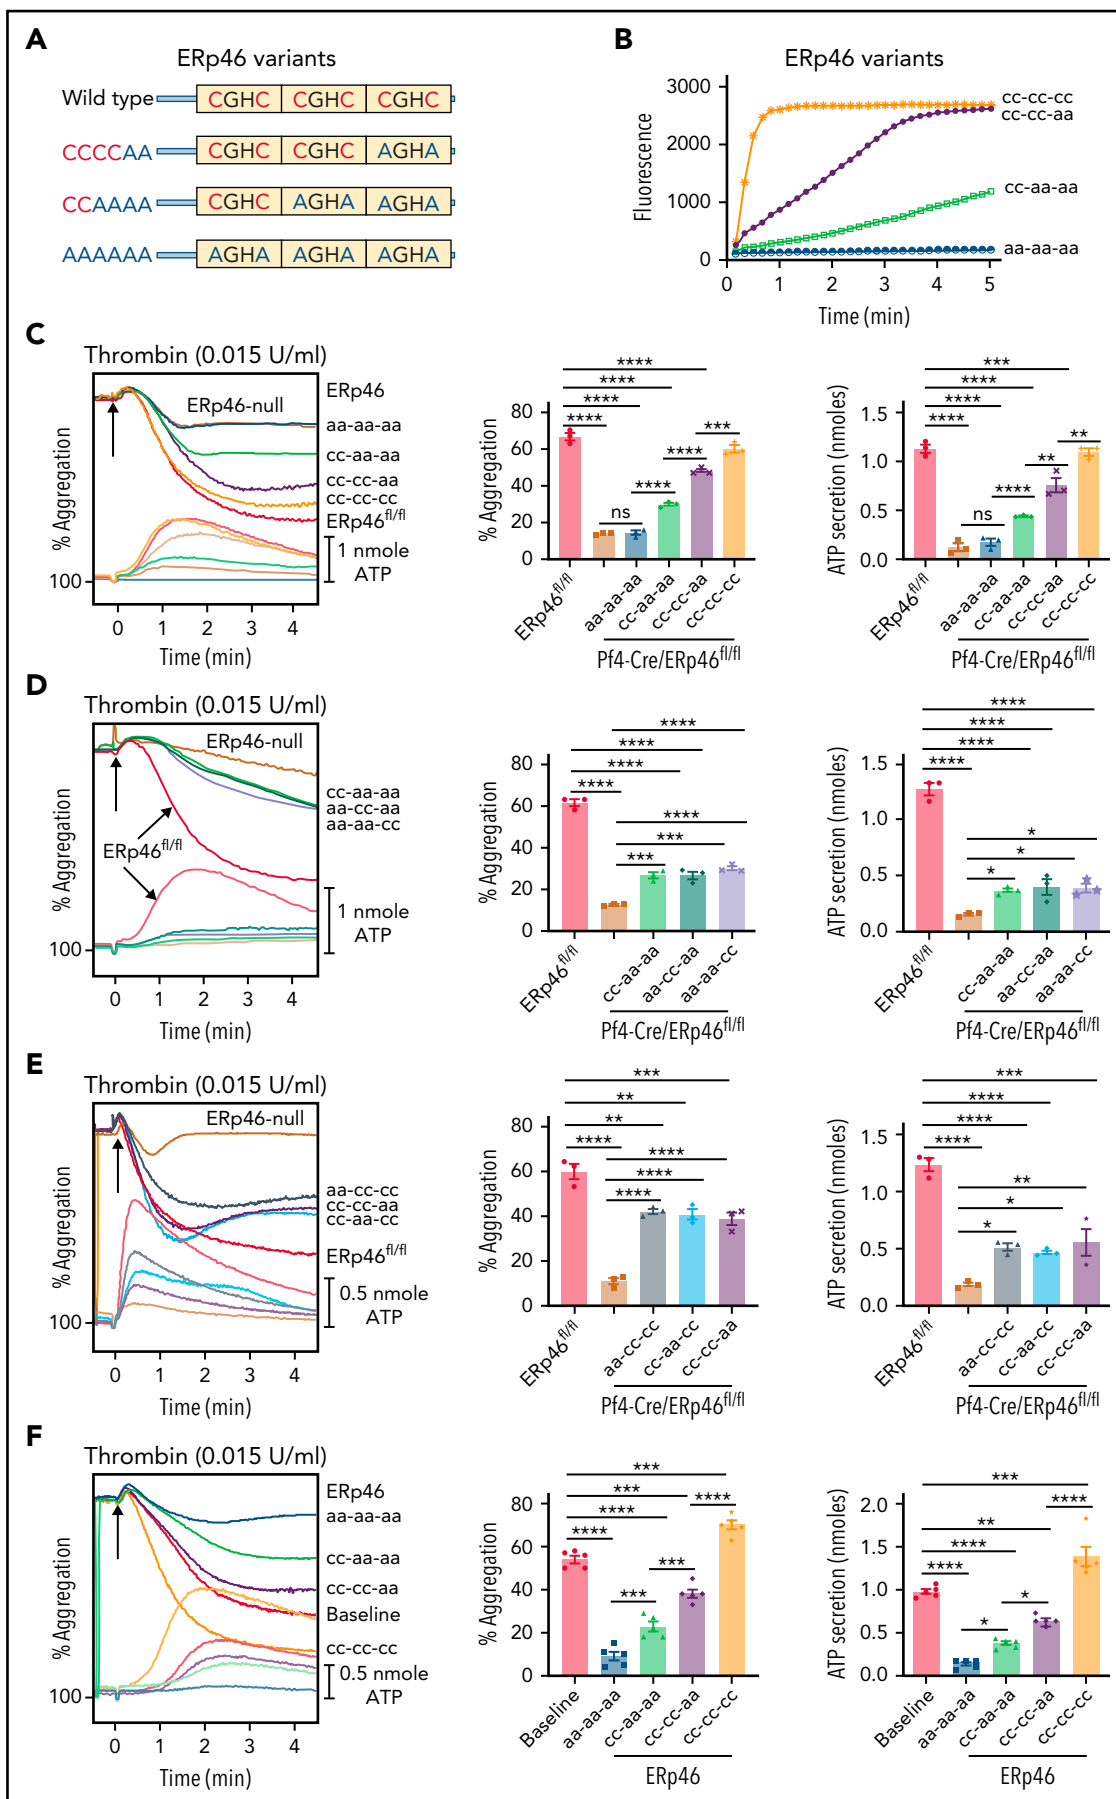 A
ERp46 variants
Wild type CGHC CGHC CGHC
CCCCAA CGHC CGHC AGHA
CCAAAA CGHC AGHA AGHA
AAAAAA AGHA AGHA AGHA
B
ERp46 variants
Fluorescence
3000
2000
1000
0
0 1 2 3 4 5
Time (min)
cc-cc-cc
cc-cc-aa
cc-aa-aa
aa-aa-aa
C
Thrombin (0.015 U/ml)
% Aggregation
100
ERp46-null
ERp46
aa-aa-aa
cc-aa-aa
cc-cc-aa
cc-cc-cc
ERp46fl/fl
1 nmole
ATP
0 1 2 3 4
Time (min)
% Aggregation
80
60
40
20
0
****
****
****
****
ns
****
****
***
ERp46fl/fl
aa-aa-aa
cc-aa-aa
cc-cc-aa
cc-cc-cc
Pf4-Cre/ERp46fl/fl
ATP secretion (nmoles)
1.5
1.0
0.5
0.0
***
****
****
****
ns
****
**
**
ERp46fl/fl
aa-aa-aa
cc-aa-aa
cc-cc-aa
cc-cc-cc
Pf4-Cre/ERp46fl/fl
D
Thrombin (0.015 U/ml)
% Aggregation
100
ERp46-null
cc-aa-aa
aa-cc-aa
aa-aa-cc
ERp46fl/fl
1 nmole
ATP
0 1 2 3 4
Time (min)
% Aggregation
80
60
40
20
0
****
****
****
****
****
***
***
ERp46fl/fl
cc-aa-aa
aa-cc-aa
aa-aa-cc
Pf4-Cre/ERp46fl/fl
ATP secretion (nmoles)
1.5
1.0
0.5
0.0
****
****
****
****
*
*
*
ERp46fl/fl
cc-aa-aa
aa-cc-aa
aa-aa-cc
Pf4-Cre/ERp46fl/fl
E
Thrombin (0.015 U/ml)
% Aggregation
100
ERp46-null
aa-cc-cc
cc-cc-aa
cc-aa-cc
ERp46fl/fl
0.5 nmole
ATP
0 1 2 3 4
Time (min)
% Aggregation
80
60
40
20
0
***
**
**
****
****
****
****
ERp46fl/fl
aa-cc-cc
cc-aa-cc
cc-cc-aa
Pf4-Cre/ERp46fl/fl
ATP secretion (nmoles)
1.5
1.0
0.5
0.0
***
****
****
****
**
*
*
ERp46fl/fl
aa-cc-cc
cc-aa-cc
cc-cc-aa
Pf4-Cre/ERp46fl/fl
F
Thrombin (0.015 U/ml)
% Aggregation
100
ERp46
aa-aa-aa
cc-aa-aa
cc-cc-aa
Baseline
cc-cc-cc
0.5 nmole
ATP
0 1 2 3 4
Time (min)
% Aggregation
80
60
40
20
0
***
***
****
****
****
***
***
Baseline
aa-aa-aa
cc-aa-aa
cc-cc-aa
cc-cc-cc
ERp46
ATP secretion (nmoles)
2.0
1.5
1.0
0.5
0.0
***
****
**
****
****
*
*
Baseline
aa-aa-aa
cc-aa-aa
cc-cc-aa
cc-cc-cc
ERp46